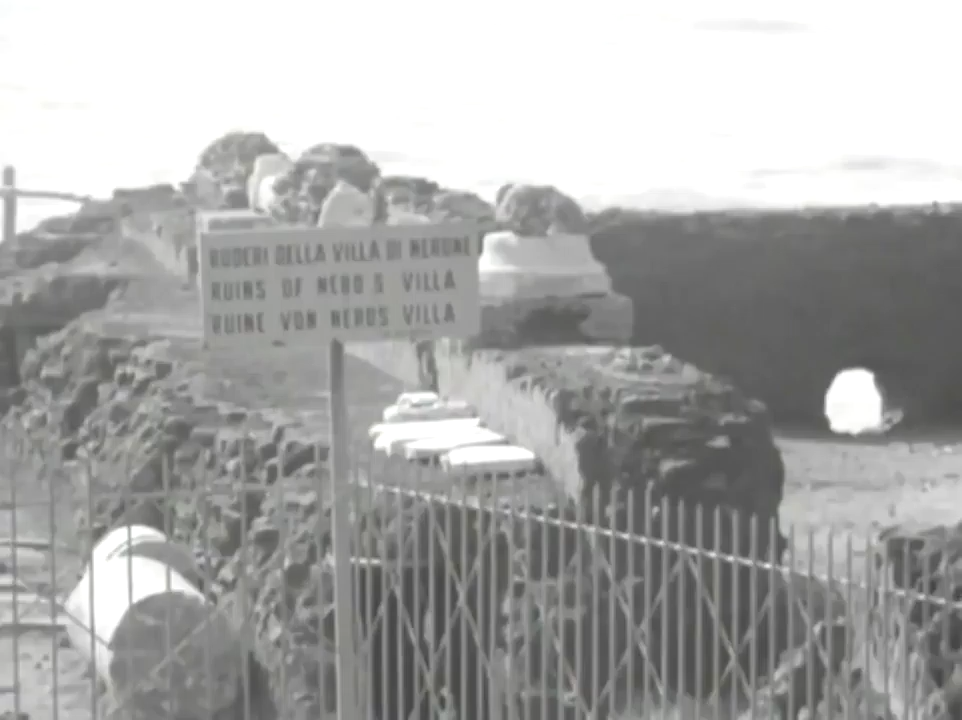 RUDERI DELLA VILLA DI NERONE
RUINS OF NERO S VILLA
RUINE VON NEROS VILLA